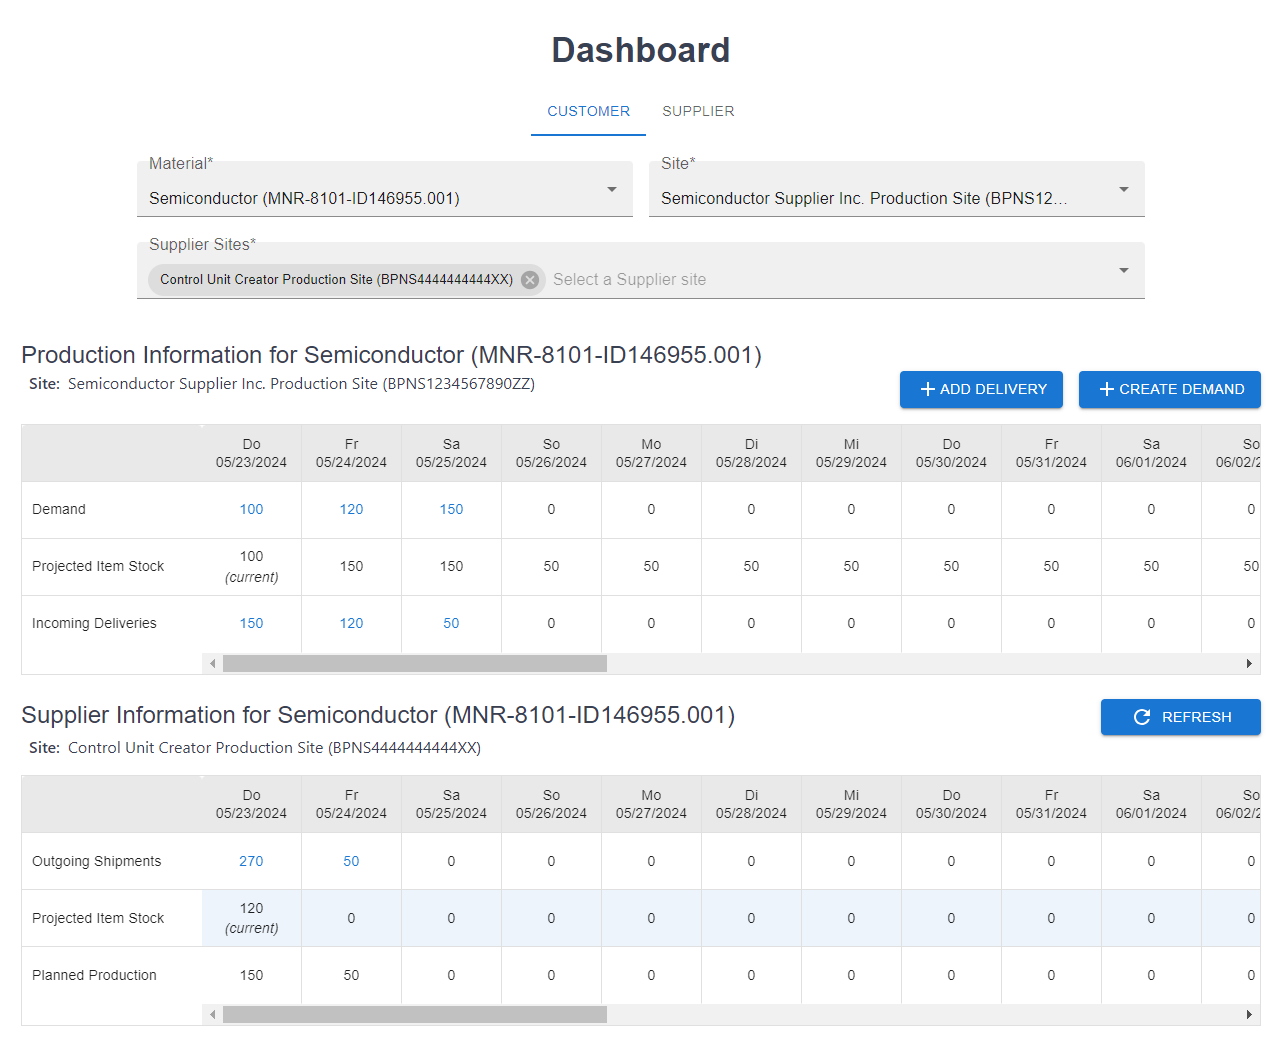 Dashboard
CUSTOMER SUPPLIER
Material* Site*
Semiconductor (MNR-8101-ID146955.001) Semiconductor Supplier Inc. Production Site (BPNS12...
Supplier Sites*
Control Unit Creator Production Site (BPNS4444444444XX) Select a Supplier site
Production Information for Semiconductor (MNR-8101-ID146955.001)
Site: Semiconductor Supplier Inc. Production Site (BPNS1234567890ZZ)
+ ADD DELIVERY + CREATE DEMAND
Do Fr Sa So Mo Di Mi Do Fr Sa So
05/23/2024 05/24/2024 05/25/2024 05/26/2024 05/27/2024 05/28/2024 05/29/2024 05/30/2024 05/31/2024 06/01/2024 06/02/2
Demand 100 120 150 0 0 0 0 0 0 0 0
Projected Item Stock 100 (current) 150 150 50 50 50 50 50 50 50 50
Incoming Deliveries 150 120 50 0 0 0 0 0 0 0 0
Supplier Information for Semiconductor (MNR-8101-ID146955.001)
REFRESH
Site: Control Unit Creator Production Site (BPNS4444444444XX)
Do Fr Sa So Mo Di Mi Do Fr Sa So
05/23/2024 05/24/2024 05/25/2024 05/26/2024 05/27/2024 05/28/2024 05/29/2024 05/30/2024 05/31/2024 06/01/2024 06/02/2
Outgoing Shipments 270 50 0 0 0 0 0 0 0 0 0
Projected Item Stock 120 (current) 0 0 0 0 0 0 0 0 0 0
Planned Production 150 50 0 0 0 0 0 0 0 0 0